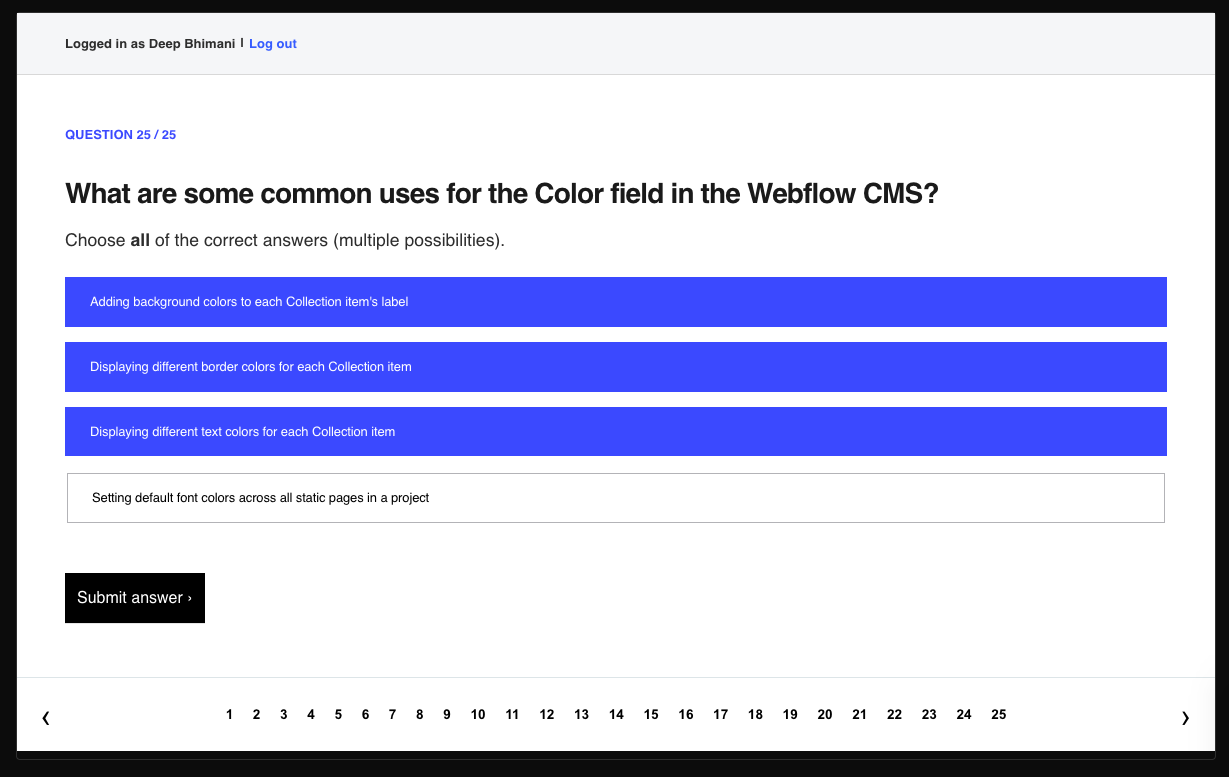 Logged in as Deep Bhimani | Log out
QUESTION 25 / 25
What are some common uses for the Color field in the Webflow CMS?
Choose all of the correct answers (multiple possibilities).
Adding background colors to each Collection item's label
Displaying different border colors for each Collection item
Displaying different text colors for each Collection item
Setting default font colors across all static pages in a project
Submit answer ›
❮ 1 2 3 4 5 6 7 8 9 10 11 12 13 14 15 16 17 18 19 20 21 22 23 24 25 ❯